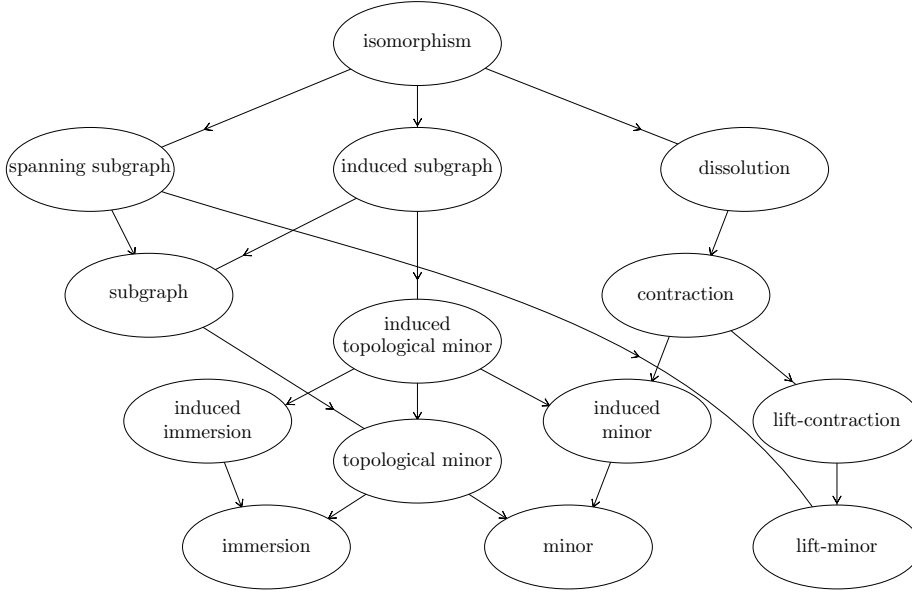 isomorphism
spanning subgraph
induced subgraph
dissolution
subgraph
contraction
induced
topological minor
induced
immersion
induced
minor
lift-contraction
topological minor
immersion
minor
lift-minor